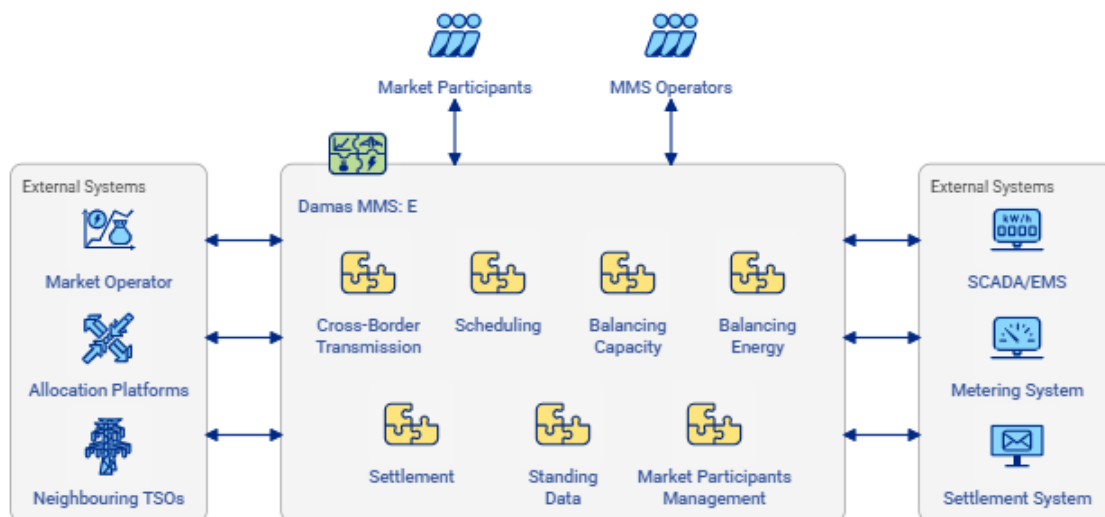 Market Participants
MMS Operators
External Systems
Market Operator
Allocation Platforms
Neighbouring TSOs
Damas MMS: E
Cross-Border
Transmission
Scheduling
Balancing
Capacity
Balancing
Energy
Settlement
Standing
Data
Market Participants
Management
External Systems
kW/h
0000
SCADA/EMS
Metering System
Settlement System